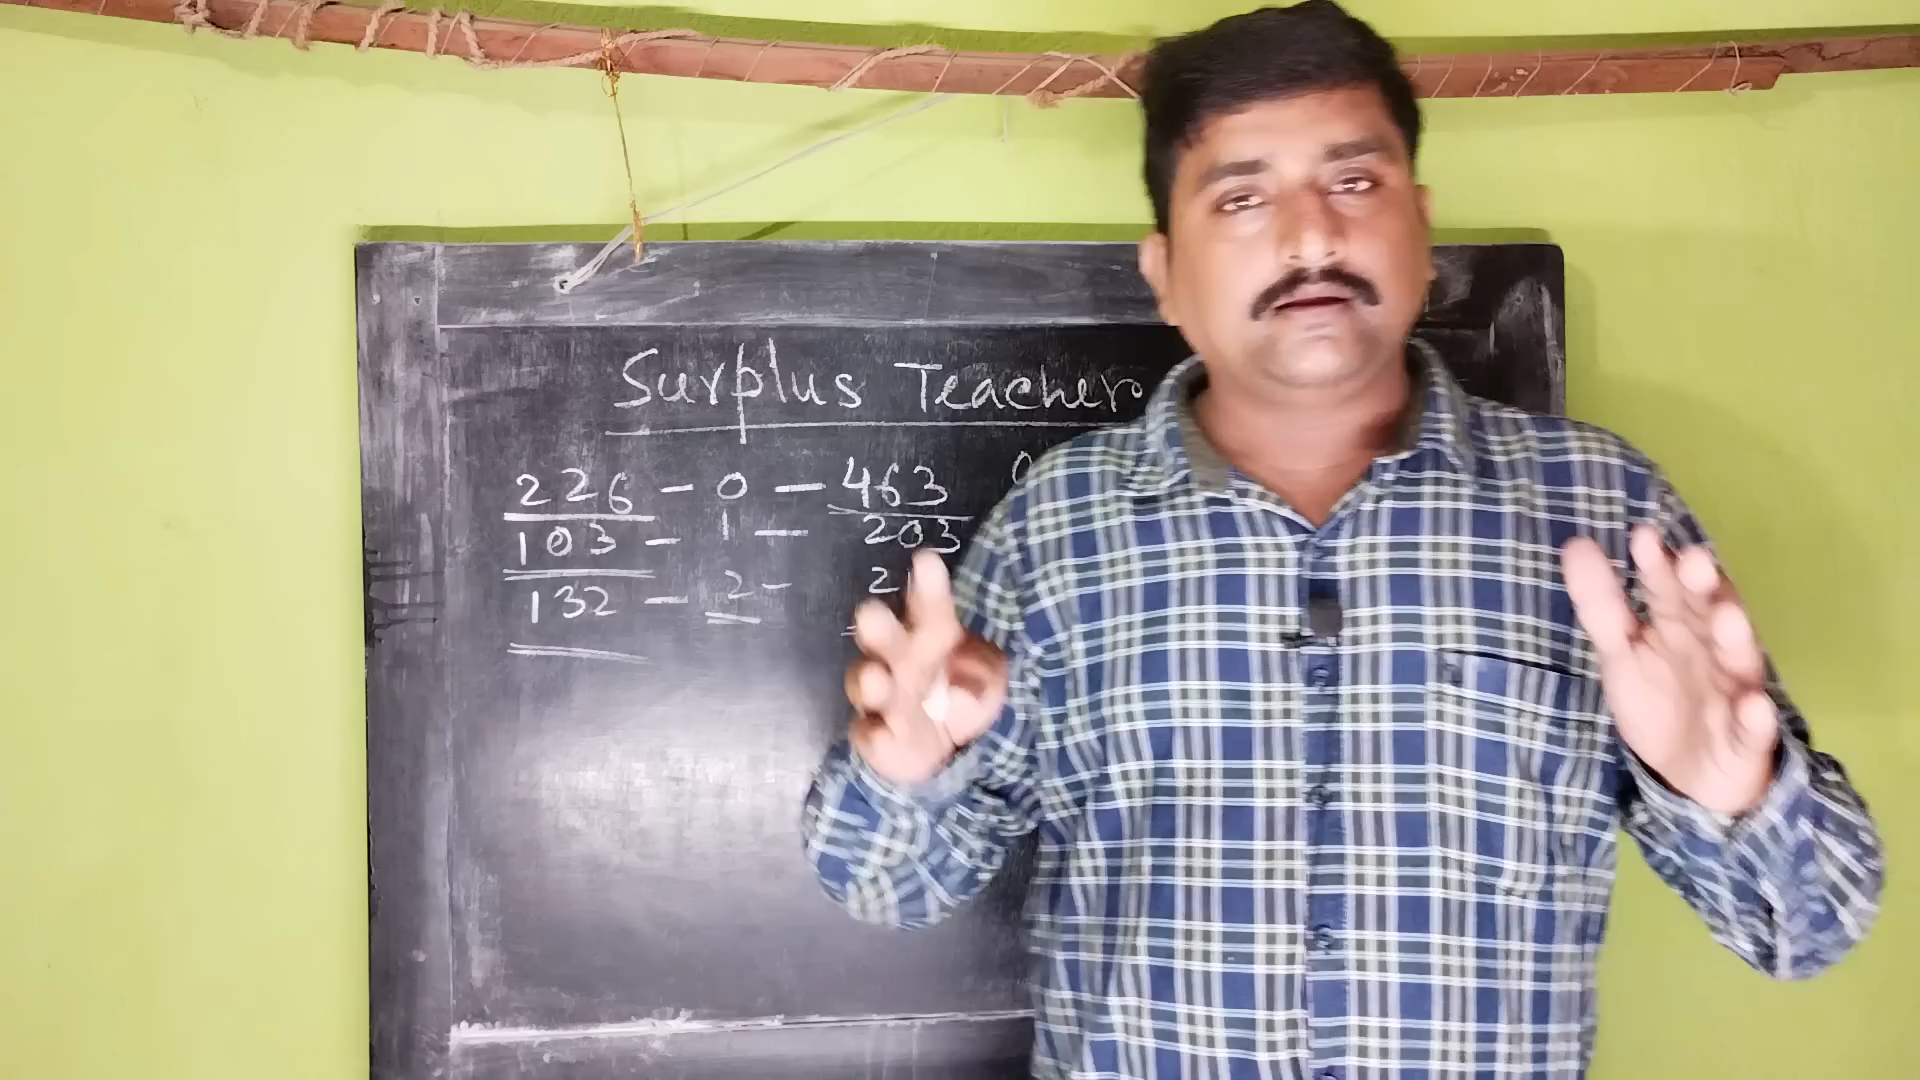 Surplus Teacher
226 - 0 - 463
103 - 1 - 203
132 - 2 -